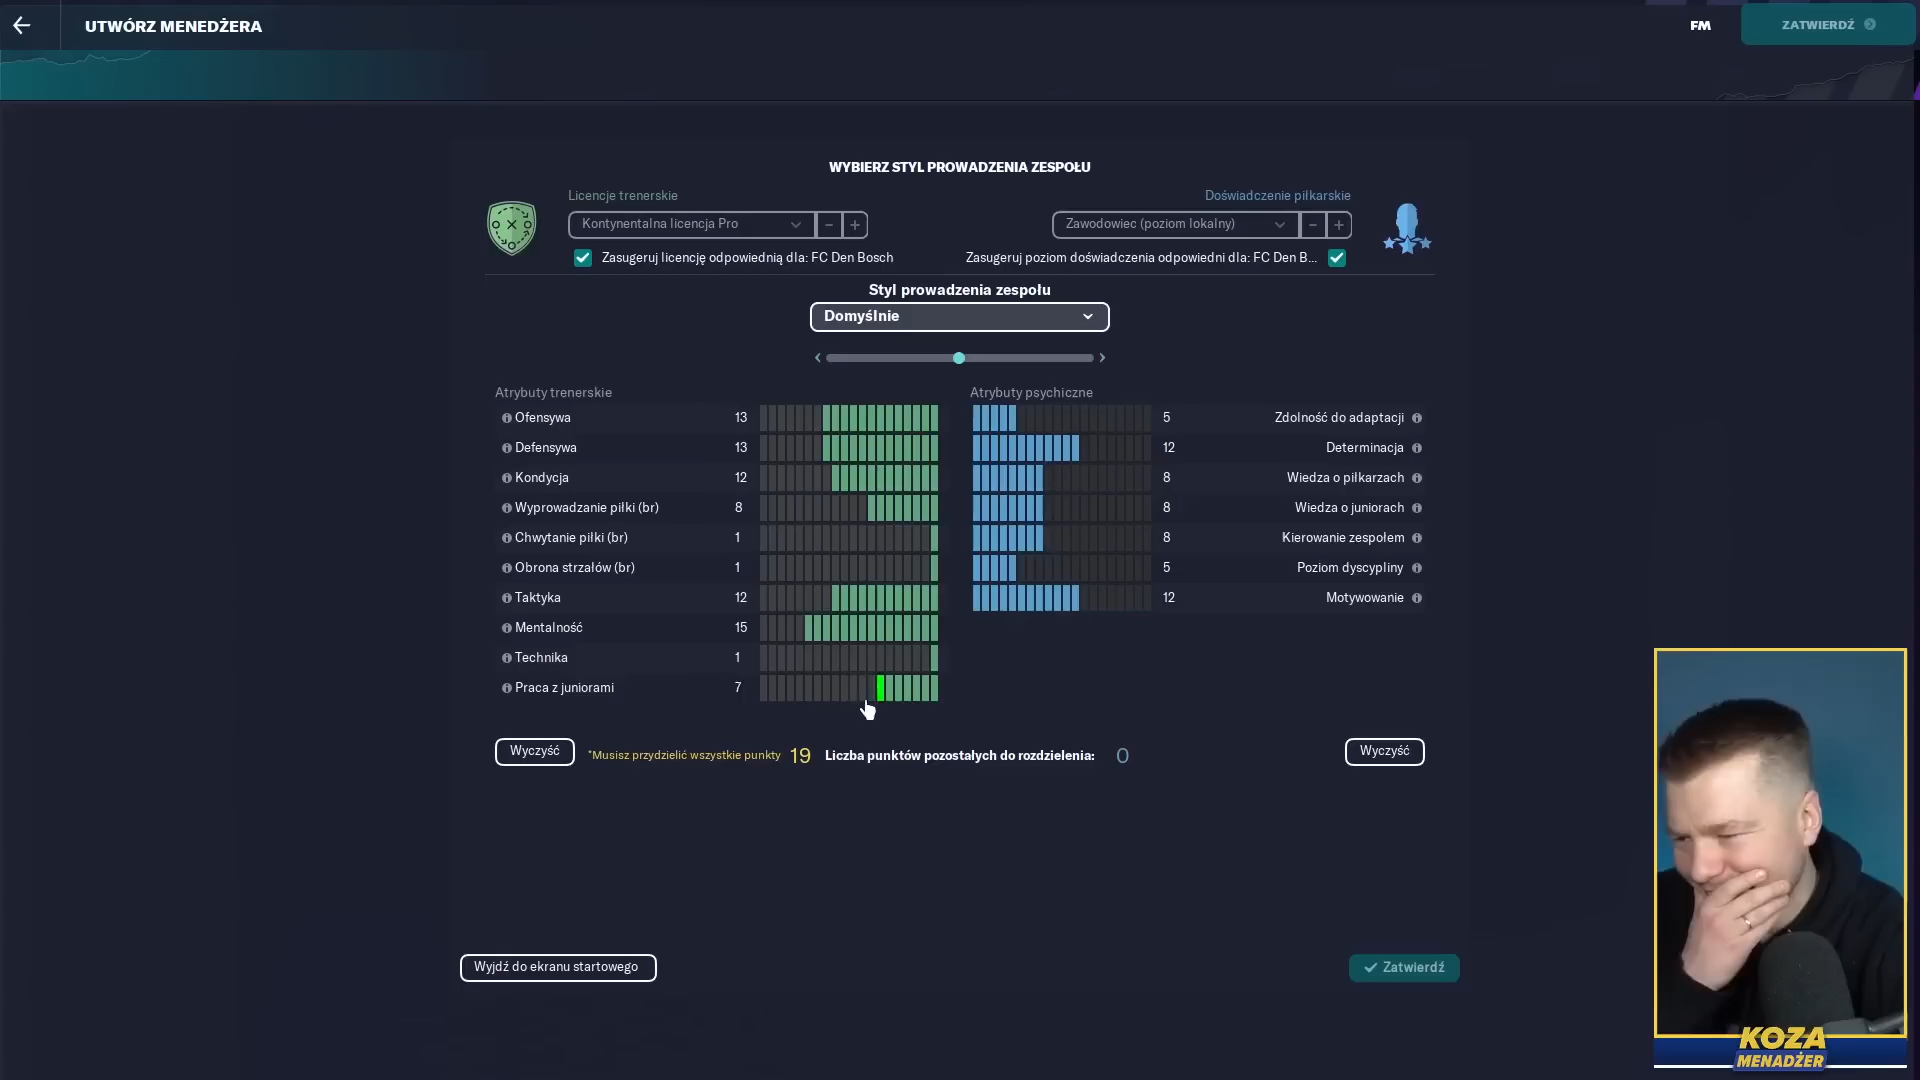 UTWÓRZ MENEDŻERA
FM
ZATWIERDŹ
WYBIERZ STYL PROWADZENIA ZESPOŁU
Licencje trenerskie
Doświadczenie piłkarskie
Kontynentalna licencja Pro
Zawodowiec (poziom lokalny)
Zasugeruj licencję odpowiednią dla: FC Den Bosch
Zasugeruj poziom doświadczenia odpowiedni dla: FC Den B...
Styl prowadzenia zespołu
Domyślnie
Atrybuty trenerskie
Ofensywa 13
Defensywa 13
Kondycja 12
Wyprowadzanie piłki (br) 8
Chwytanie piłki (br) 1
Obrona strzałów (br) 1
Taktyka 12
Mentalność 15
Technika 1
Praca z juniorami 7
Atrybuty psychiczne
5 Zdolność do adaptacji
12 Determinacja
8 Wiedza o piłkarzach
8 Wiedza o juniorach
8 Kierowanie zespołem
5 Poziom dyscypliny
12 Motywowanie
Wyczyść
*Musisz przydzielić wszystkie punkty 19 Liczba punktów pozostałych do rozdzielenia: 0
Wyczyść
Wyjdź do ekranu startowego
Zatwierdź
KOZA
MENADŻER